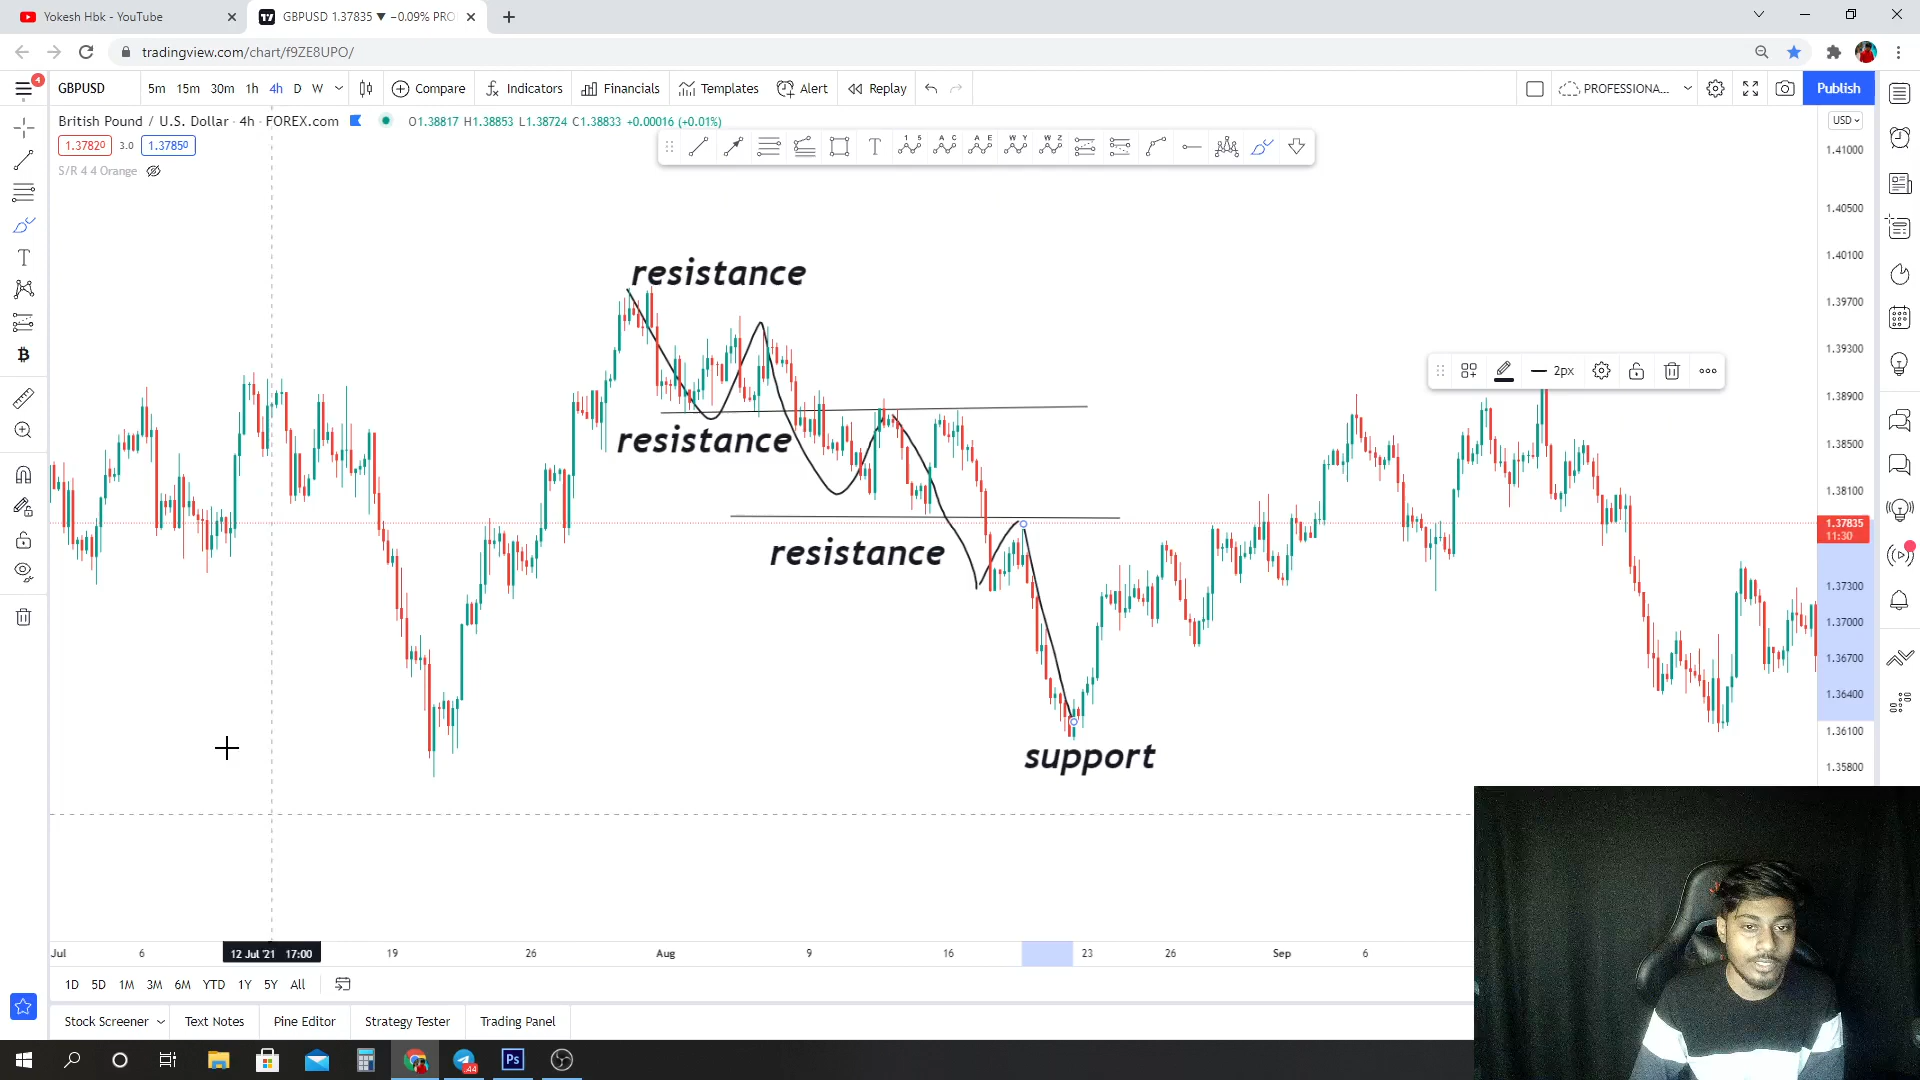 Yokesh Hbk - YouTube
GBPUSD 1.37835 ▼ −0.09% PRO
tradingview.com/chart/f9ZE8UPO/
4
GBPUSD
5m 15m 30m 1h 4h D W
Compare
Indicators
Financials
Templates
Alert
Replay
PROFESSIONA...
Publish
British Pound / U.S. Dollar · 4h · FOREX.com
O1.38817 H1.38853 L1.38724 C1.38833 +0.00016 (+0.01%)
USD
1.37820 3.0 1.37850
S/R 4 4 Orange
1 5
A C
A E
W Y
W Z
T
T
1.41000
1.40500
1.40100
1.39700
1.39300
1.38900
1.38500
1.38100
1.37835
11:30
1.37300
1.37000
1.36700
1.36400
1.36100
1.35800
resistance
resistance
resistance
support
2px
Jul 6 12 Jul '21 17:00 19 26 Aug 9 16 23 26 Sep 6
1D 5D 1M 3M 6M YTD 1Y 5Y All
Stock Screener
Text Notes
Pine Editor
Strategy Tester
Trading Panel
44
Ps